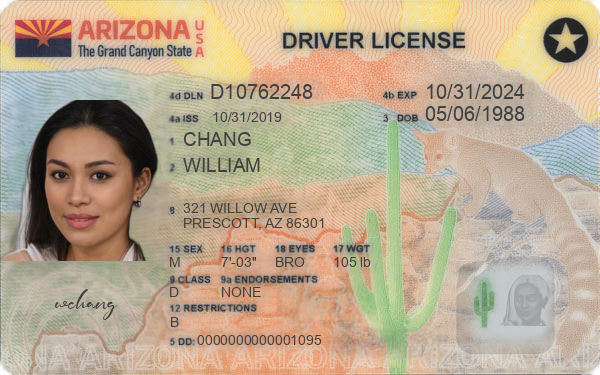 ARIZONA USA
The Grand Canyon State
DRIVER LICENSE
4d DLN D10762248
4b EXP 10/31/2024
4a ISS 10/31/2019
3 DOB 05/06/1988
1 CHANG
2 WILLIAM
8 321 WILLOW AVE
PRESCOTT, AZ 86301
15 SEX 16 HGT 18 EYES 17 WGT
M 7'-03" BRO 105 lb
9 CLASS 9a ENDORSEMENTS
D NONE
12 RESTRICTIONS
B
wchang
5 DD: 0000000000001095
ARIZONA ARIZONA ARIZONA ARIZONA